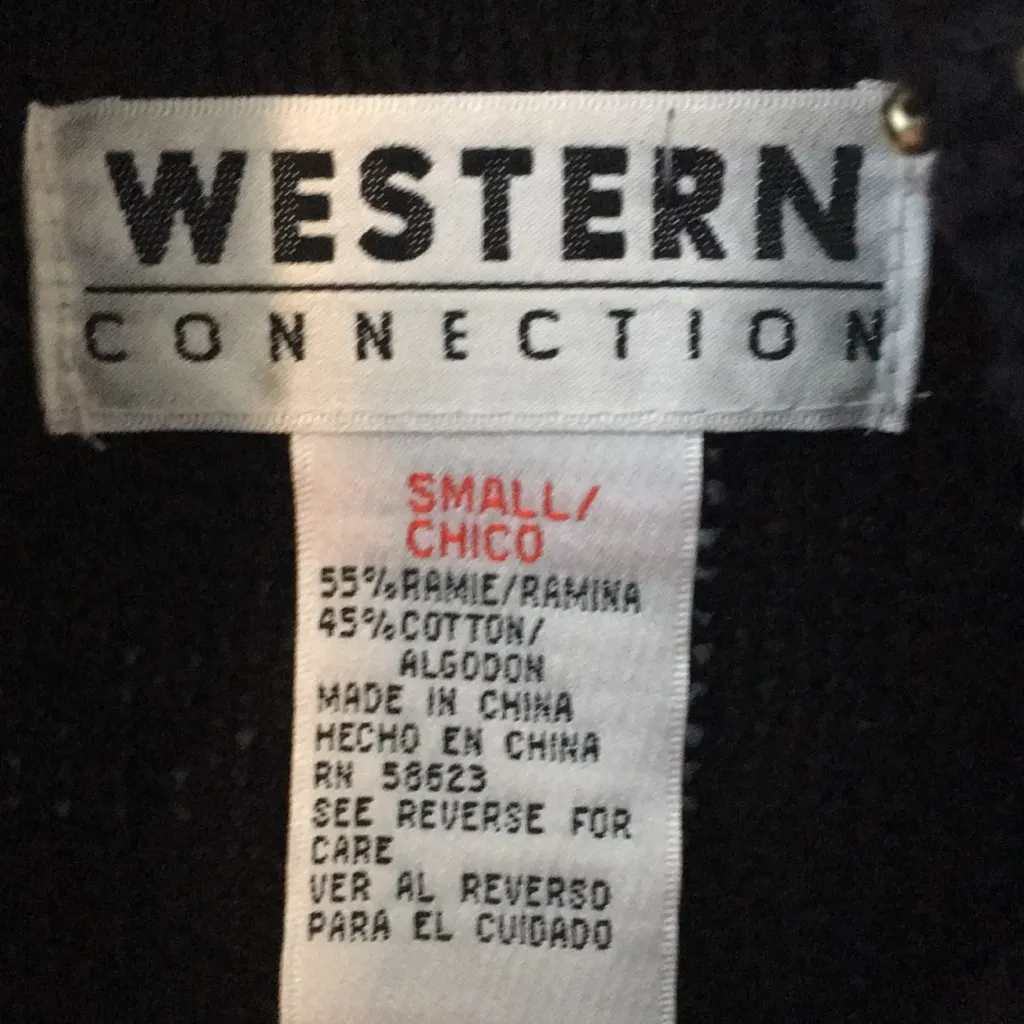 WESTERN
CONNECTION
SMALL/
CHICO
55%RAMIE/RAMINA
45%COTTON/
ALGODON
MADE IN CHINA
HECHO EN CHINA
RN 58623
SEE REVERSE FOR
CARE
VER AL REVERSO
PARA EL CUIDADO